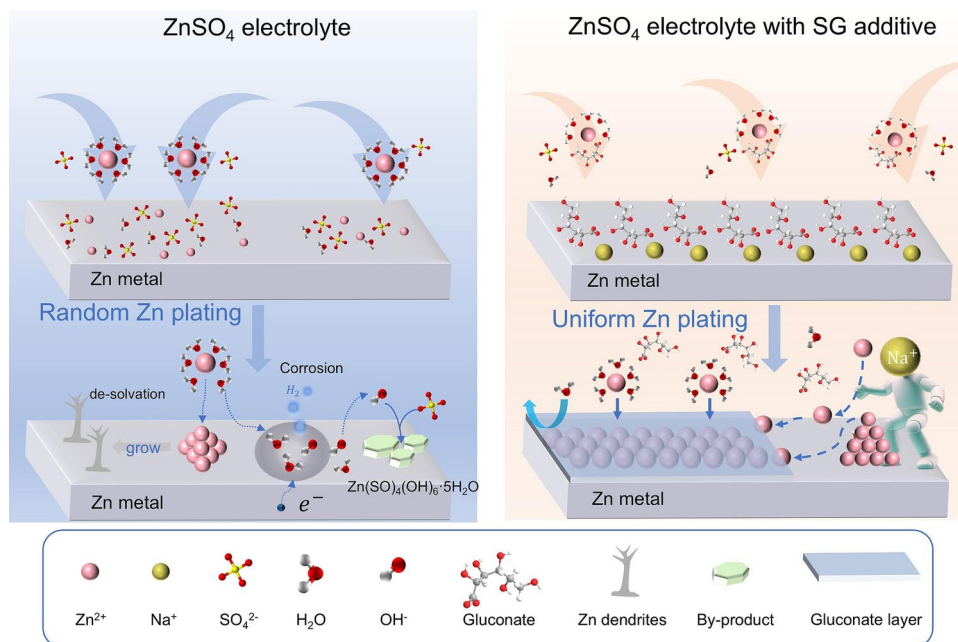 ZnSO₄ electrolyte
Zn metal
Random Zn plating
Corrosion
H₂
de-solvation
grow
Zn(SO)₄(OH)₆·5H₂O
Zn metal
e⁻
ZnSO₄ electrolyte with SG additive
Zn metal
Uniform Zn plating
Na⁺
Zn metal
Zn²⁺ Na⁺ SO₄²⁻ H₂O OH⁻ Gluconate Zn dendrites By-product Gluconate layer